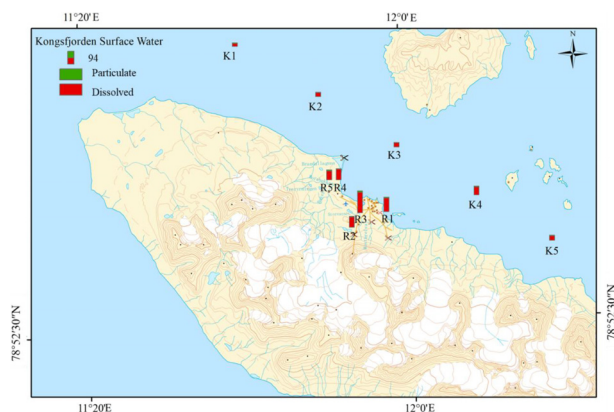 11°20'E
12°0'E
Kongsfjorden Surface Water
94
Particulate
Dissolved
N
K1
K2
K3
K4
K5
R5
R4
R3
R1
R2
78°52'30"N
78°52'30"N
11°20'E
12°0'E